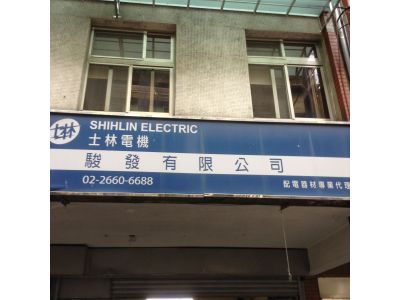 士林
SHIHLIN ELECTRIC
士林電機
駿發有限公司
02-2660-6688
配電器材專業代理